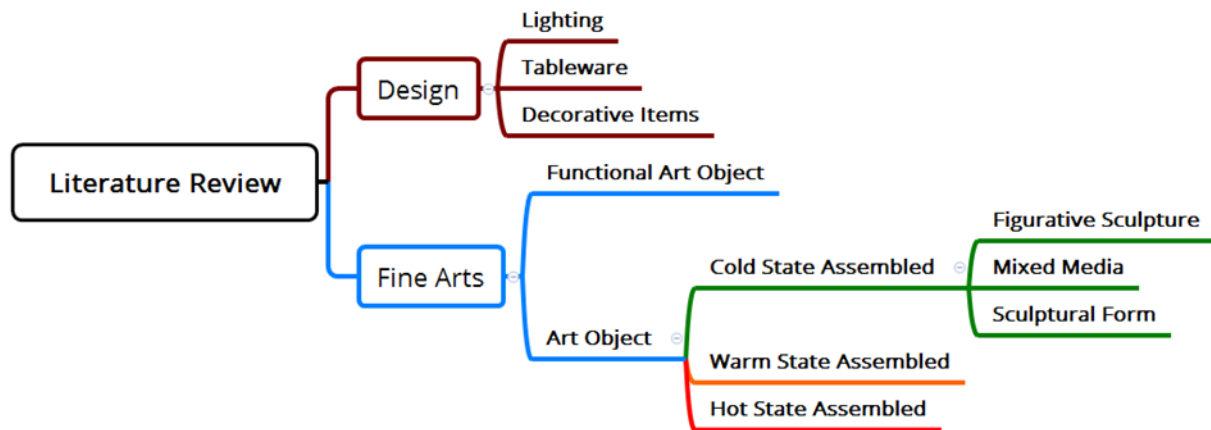 Literature Review
Design
Lighting
Tableware
Decorative Items
Fine Arts
Functional Art Object
Art Object
Cold State Assembled
Figurative Sculpture
Mixed Media
Sculptural Form
Warm State Assembled
Hot State Assembled